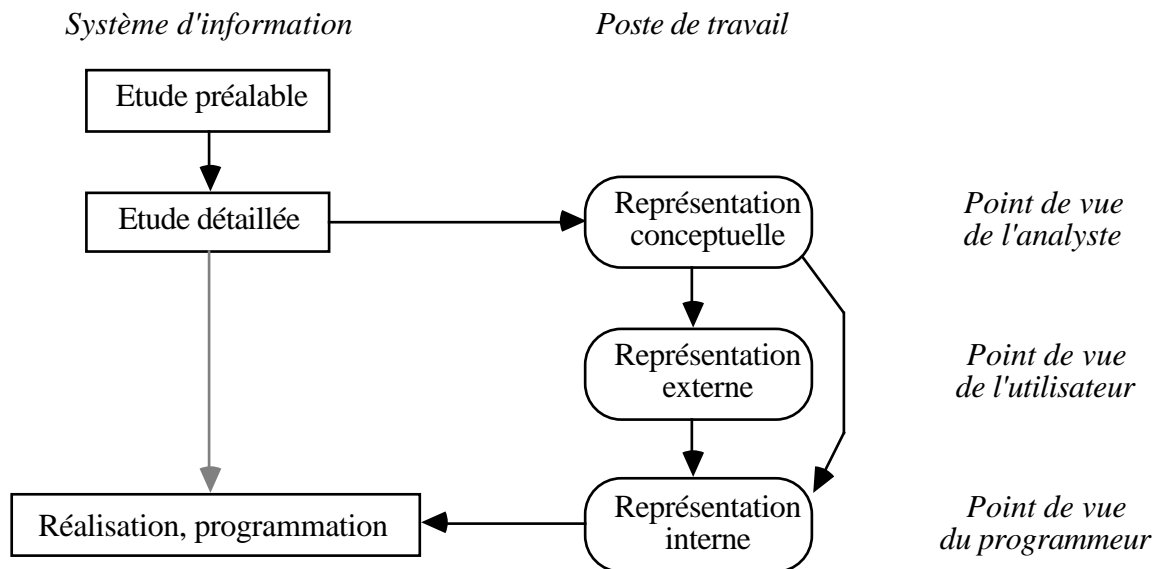 Système d'information
Poste de travail
Etude préalable
Etude détaillée
Représentation
conceptuelle
Point de vue
de l'analyste
Représentation
externe
Point de vue
de l'utilisateur
Réalisation, programmation
Représentation
interne
Point de vue
du programmeur